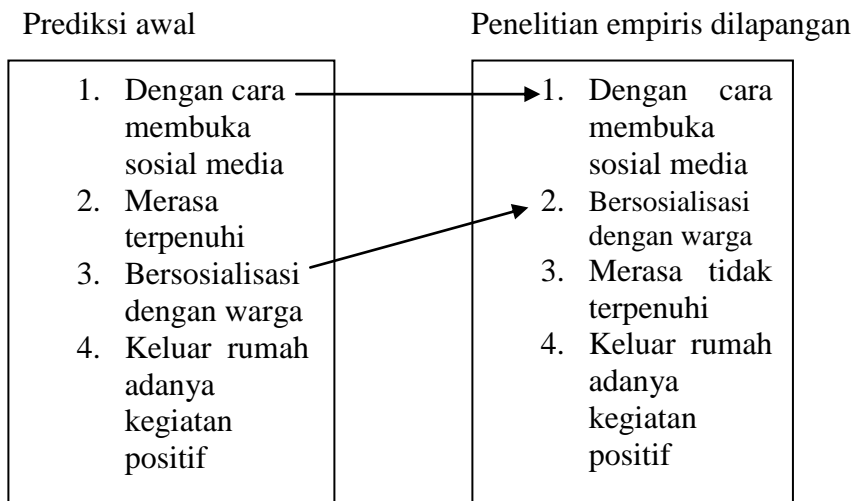 Prediksi awal
Penelitian empiris dilapangan
1. Dengan cara
membuka
sosial media
2. Merasa
terpenuhi
3. Bersosialisasi
dengan warga
4. Keluar rumah
adanya
kegiatan
positif
1. Dengan cara
membuka
sosial media
2. Bersosialisasi
dengan warga
3. Merasa tidak
terpenuhi
4. Keluar rumah
adanya
kegiatan
positif